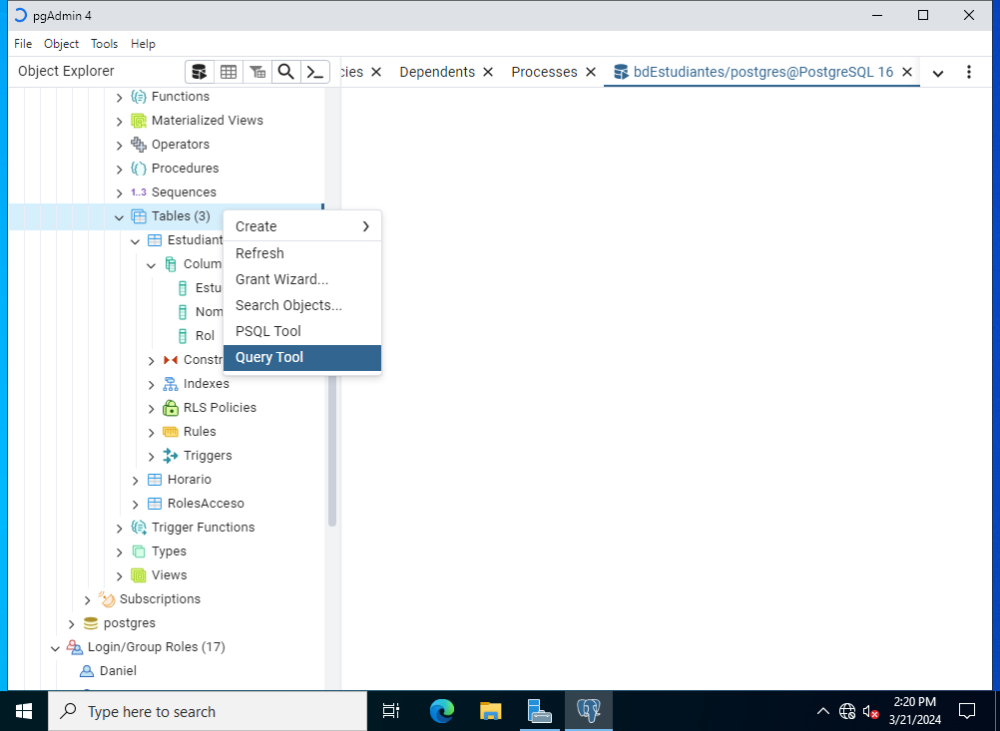 pgAdmin 4
File Object Tools Help
Object Explorer
cies Dependents Processes bdEstudiantes/postgres@PostgreSQL 16
Functions
Materialized Views
Operators
Procedures
1..3 Sequences
Tables (3)
Create
Estudiant
Refresh
Colum
Grant Wizard...
Estu
Search Objects...
Nom
PSQL Tool
Rol
Query Tool
Constr
Indexes
RLS Policies
Rules
Triggers
Horario
RolesAcceso
Trigger Functions
Types
Views
Subscriptions
postgres
Login/Group Roles (17)
Daniel
Type here to search
2:20 PM
3/21/2024